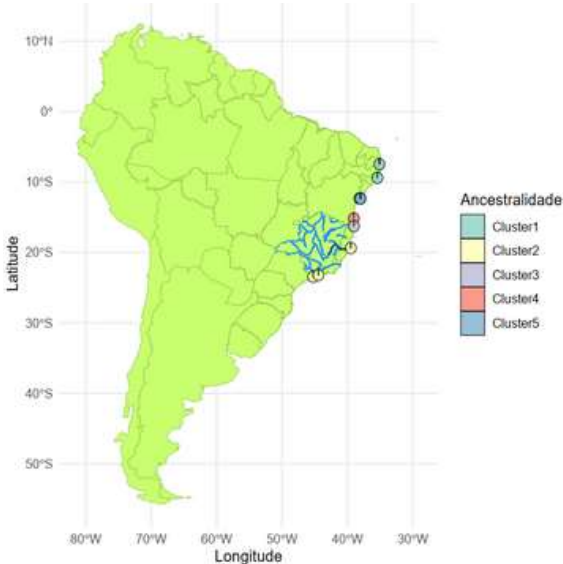 10°N
0°
10°S
20°S
30°S
40°S
50°S
Latitude
80°W 70°W 60°W 50°W 40°W 30°W
Longitude
Ancestralidade
Cluster1
Cluster2
Cluster3
Cluster4
Cluster5